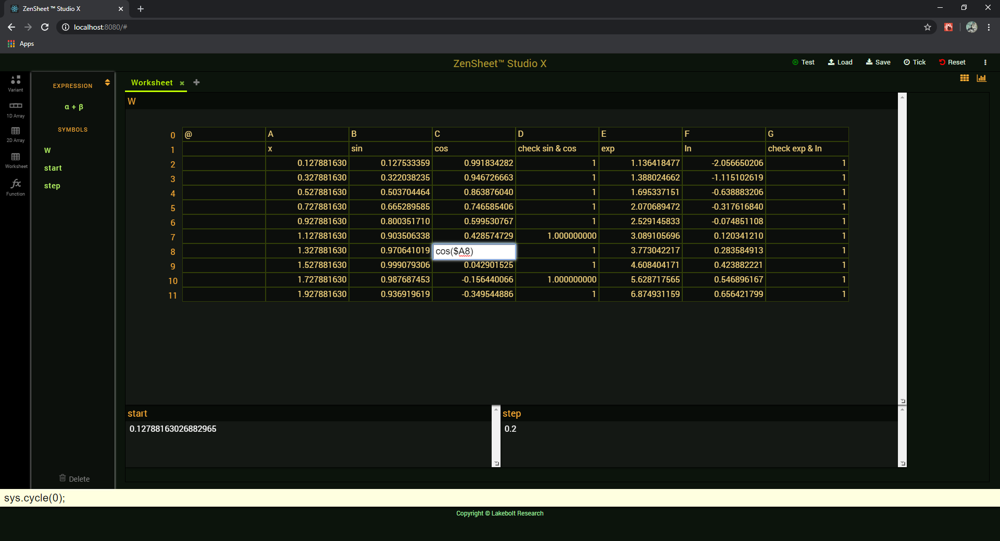 ZenSheet ™ Studio X
localhost:8080/#
Apps
ZenSheet™ Studio X
Test Load Save Tick Reset
Variant
1D Array
2D Array
Worksheet
Function
EXPRESSION
α + β
SYMBOLS
W
start
step
Delete
Worksheet
W
0 @ A B C D E F G
1 x sin cos check sin & cos exp ln check exp & ln
2 0.127881630 0.127533359 0.991834282 1 1.136418477 -2.056650206 1
3 0.327881630 0.322038235 0.946726663 1 1.388024662 -1.115102619 1
4 0.527881630 0.503704464 0.863876040 1 1.695337151 -0.638883206 1
5 0.727881630 0.665289585 0.746585406 1 2.070689472 -0.317616840 1
6 0.927881630 0.800351710 0.599530767 1 2.529145833 -0.074851108 1
7 1.127881630 0.903506338 0.428574729 1.000000000 3.089105696 0.120341210 1
8 1.327881630 0.970641019 cos($A8) 1 3.773042217 0.283584913 1
9 1.527881630 0.999079306 0.042901525 1 4.608404171 0.423882221 1
10 1.727881630 0.987687453 -0.156440066 1.000000000 5.628717565 0.546896167 1
11 1.927881630 0.936919619 -0.349544886 1 6.874931159 0.656421799 1
start
0.12788163026882965
step
0.2
sys.cycle(0);
Copyright © Lakebolt Research